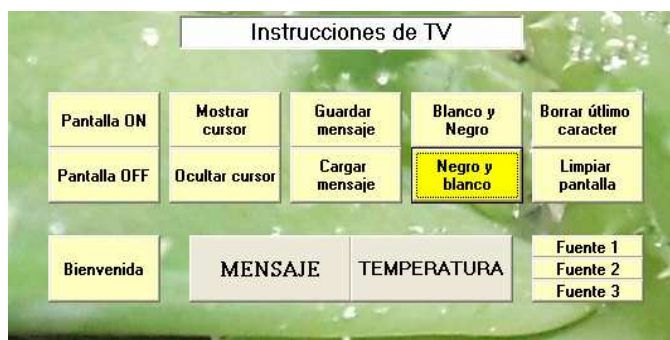 Instrucciones de TV
Pantalla ON
Mostrar
cursor
Guardar
mensaje
Blanco y
Negro
Borrar útlimo
caracter
Pantalla OFF
Ocultar cursor
Cargar
mensaje
Negro y
blanco
Limpiar
pantalla
Bienvenida
MENSAJE
TEMPERATURA
Fuente 1
Fuente 2
Fuente 3